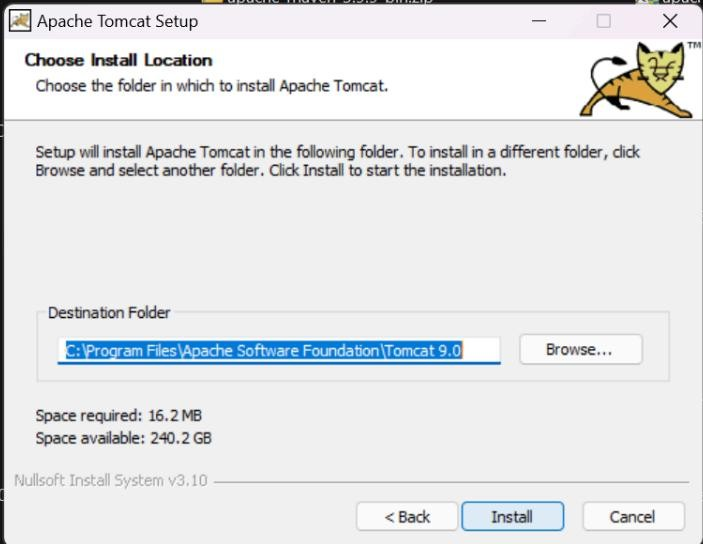 Apache Tomcat Setup
Choose Install Location
Choose the folder in which to install Apache Tomcat.
TM
Setup will install Apache Tomcat in the following folder. To install in a different folder, click
Browse and select another folder. Click Install to start the installation.
Destination Folder
C:\Program Files\Apache Software Foundation\Tomcat 9.0
Browse...
Space required: 16.2 MB
Space available: 240.2 GB
Nullsoft Install System v3.10
< Back
Install
Cancel